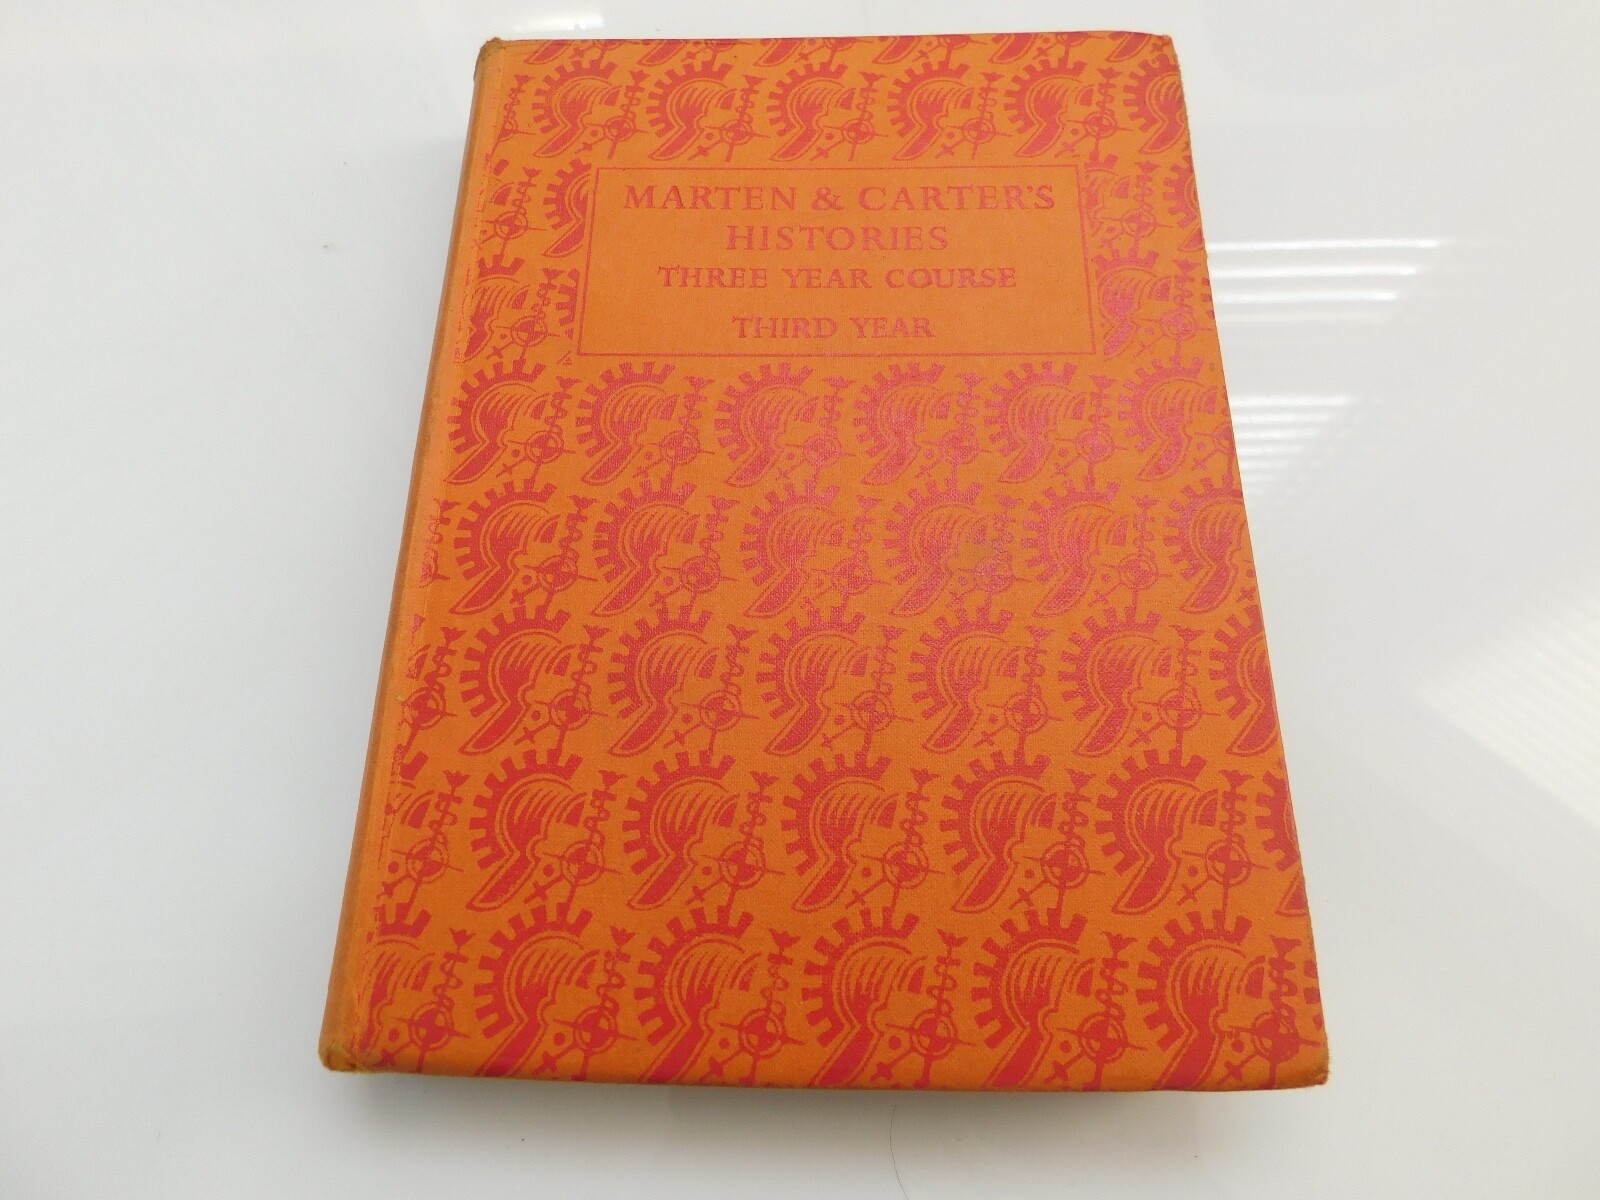 MARTEN & CARTER'S
HISTORIES
THREE YEAR COURSE
THIRD YEAR